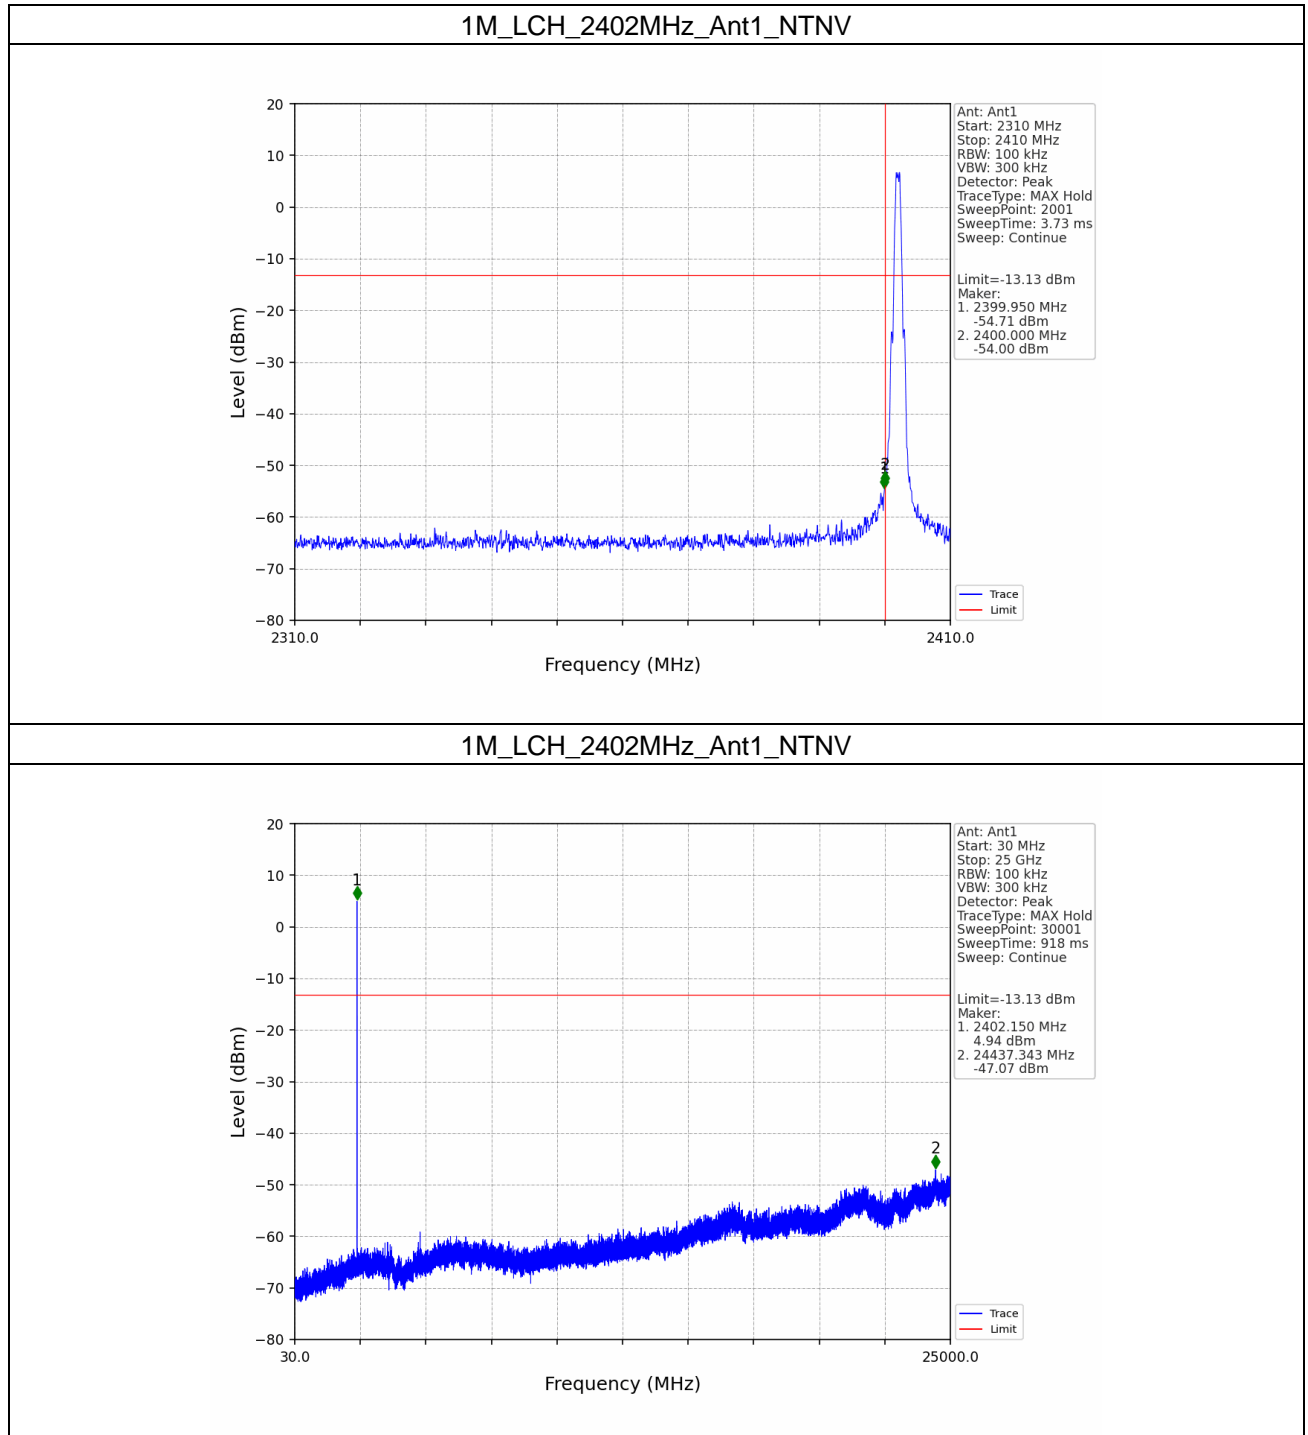 1M_LCH_2402MHz_Ant1_NTNV
20
10
0
−10
−20
−30
−40
−50
−60
−70
−80
Level (dBm)
2310.0
2410.0
Frequency (MHz)
2
Ant: Ant1
Start: 2310 MHz
Stop: 2410 MHz
RBW: 100 kHz
VBW: 300 kHz
Detector: Peak
TraceType: MAX Hold
SweepPoint: 2001
SweepTime: 3.73 ms
Sweep: Continue
Limit=-13.13 dBm
Maker:
1. 2399.950 MHz
-54.71 dBm
2. 2400.000 MHz
-54.00 dBm
Trace
Limit
1M_LCH_2402MHz_Ant1_NTNV
20
10
0
−10
−20
−30
−40
−50
−60
−70
−80
Level (dBm)
30.0
25000.0
Frequency (MHz)
1
2
Ant: Ant1
Start: 30 MHz
Stop: 25 GHz
RBW: 100 kHz
VBW: 300 kHz
Detector: Peak
TraceType: MAX Hold
SweepPoint: 30001
SweepTime: 918 ms
Sweep: Continue
Limit=-13.13 dBm
Maker:
1. 2402.150 MHz
4.94 dBm
2. 24437.343 MHz
-47.07 dBm
Trace
Limit